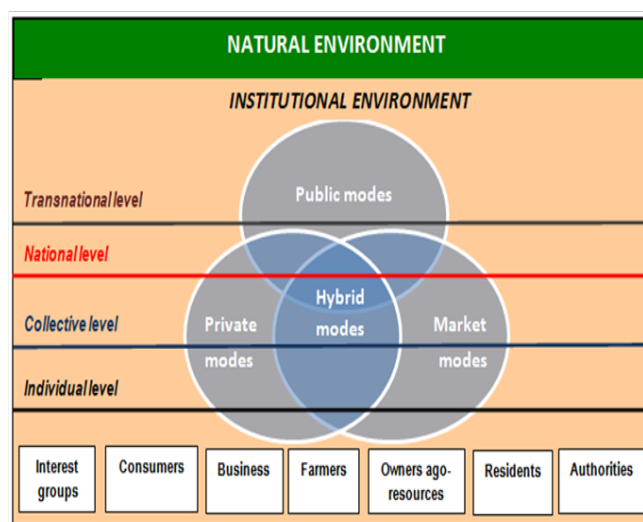 NATURAL ENVIRONMENT
INSTITUTIONAL ENVIRONMENT
Public modes
Transnational level
National level
Hybrid
modes
Collective level
Private
modes
Market
modes
Individual level
Interest
groups
Consumers
Business
Farmers
Owners ago-
resources
Residents
Authorities